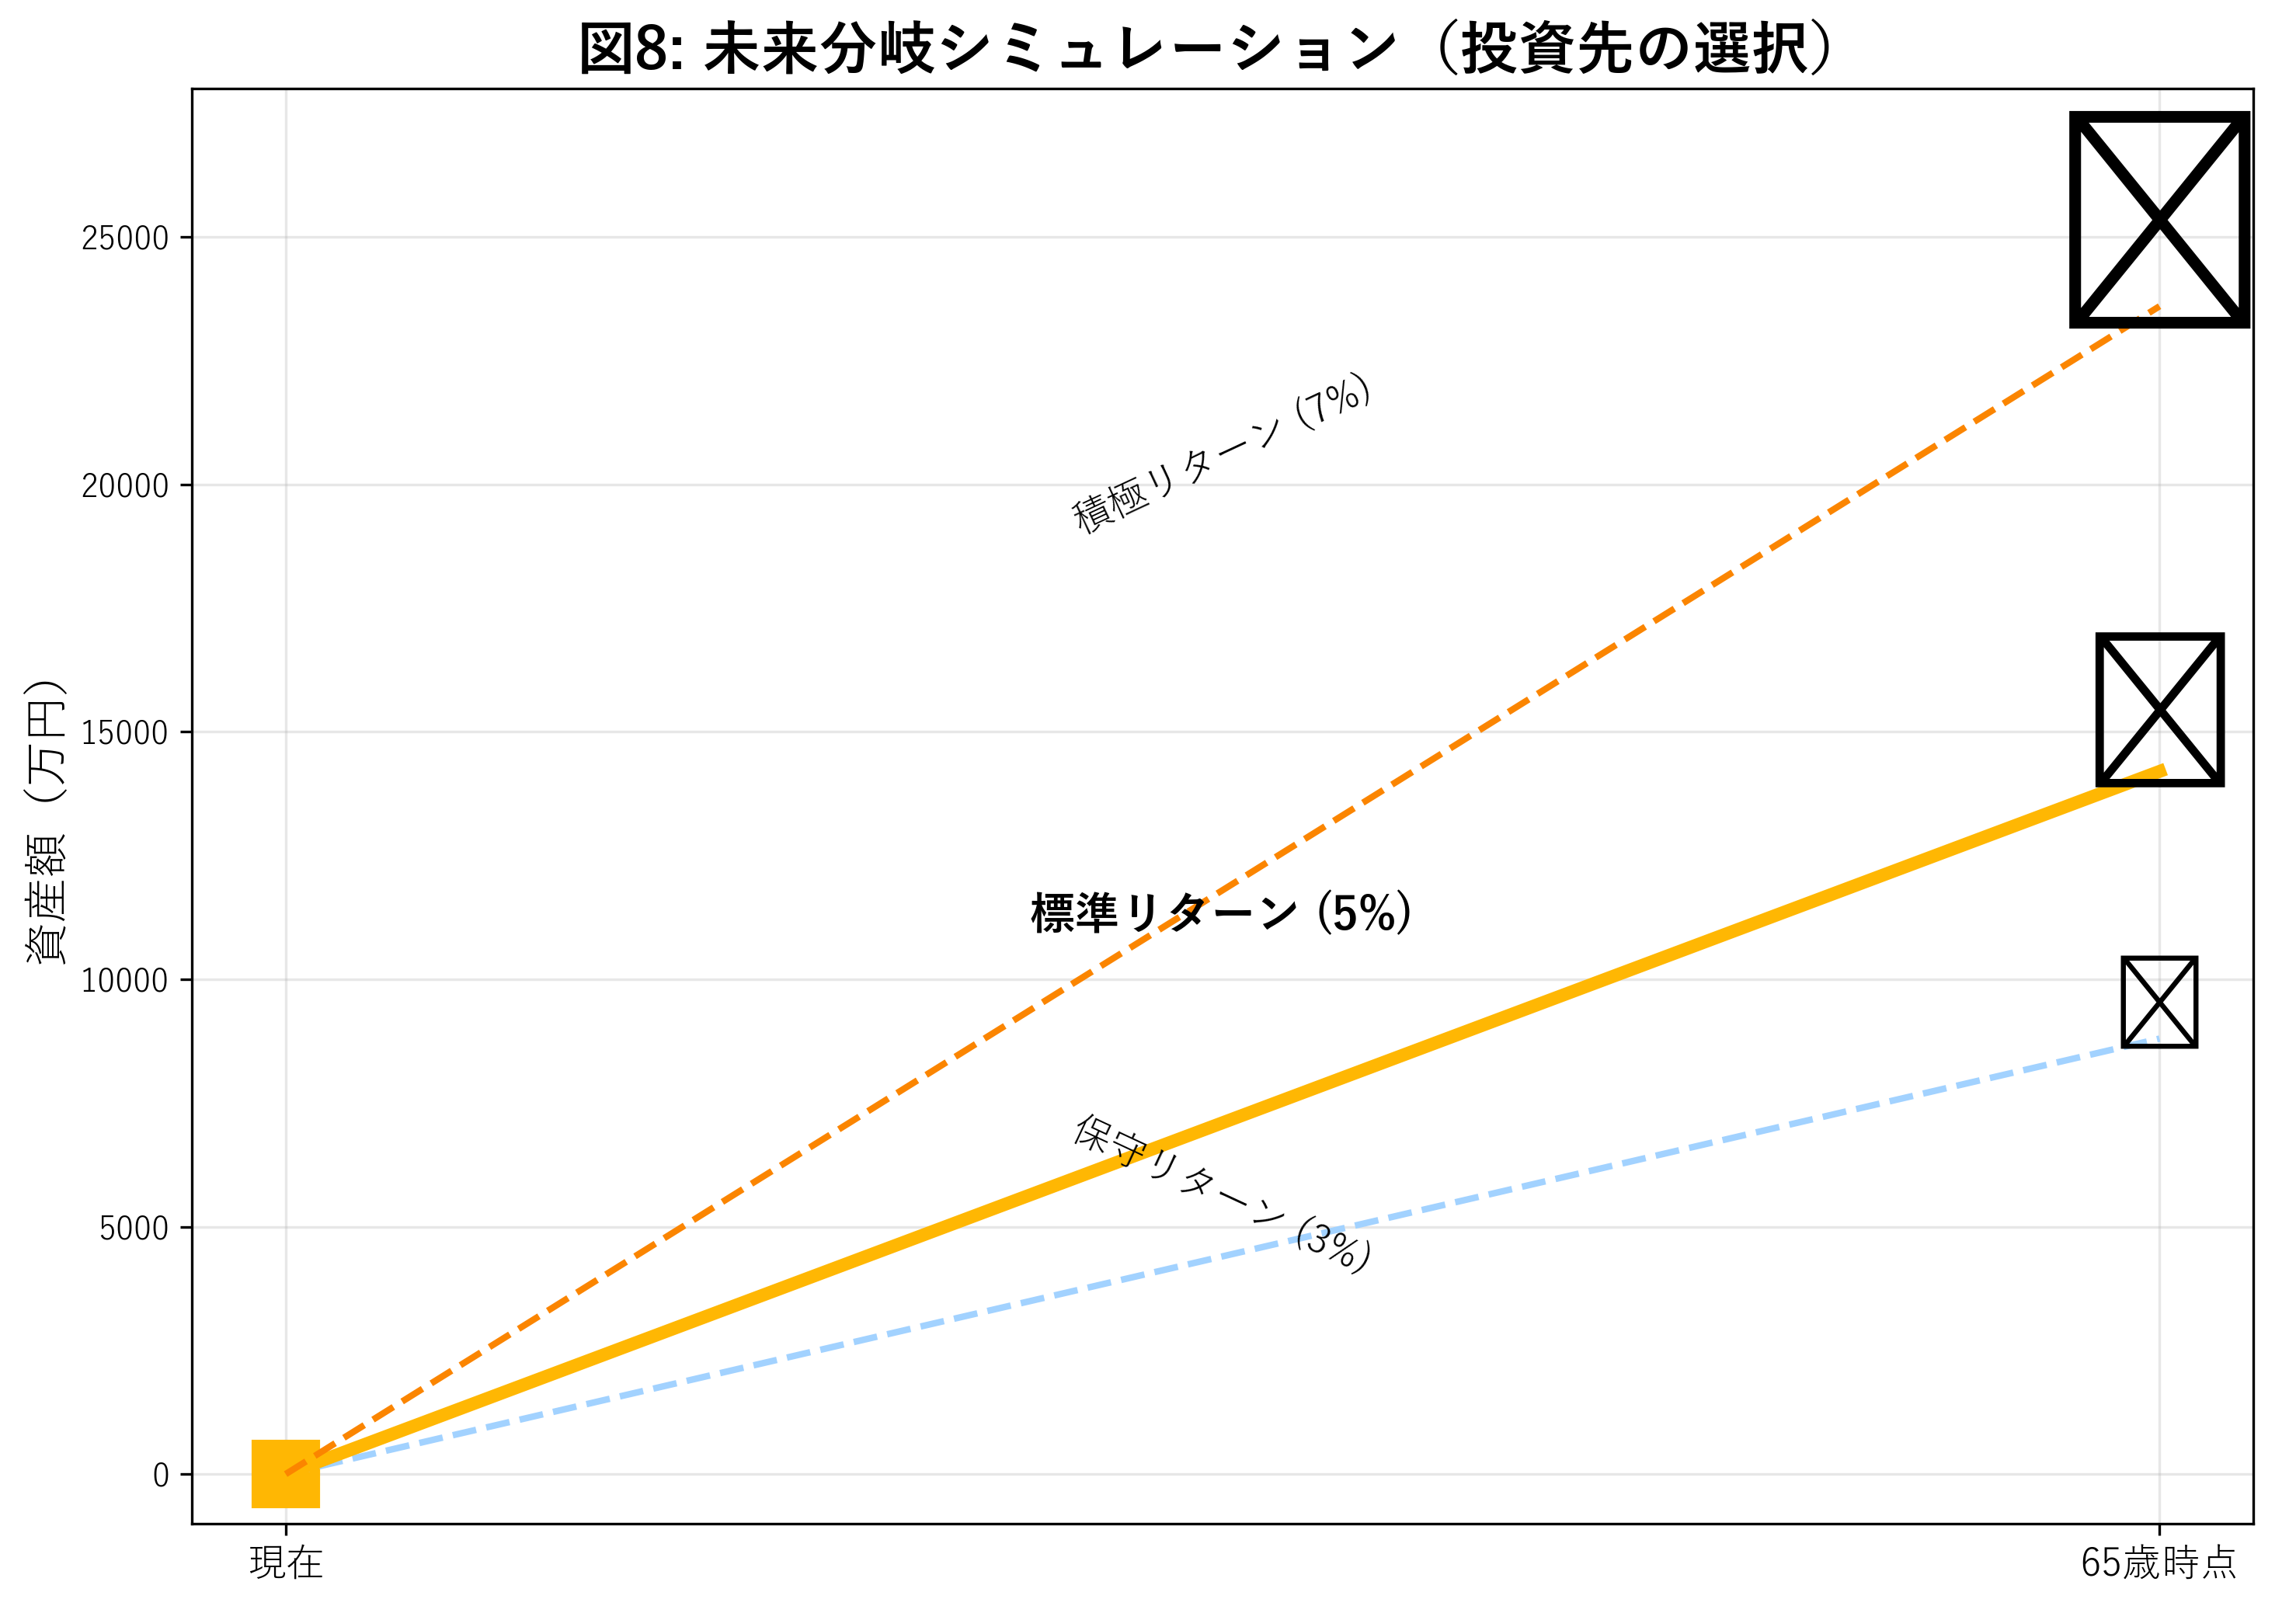 図8: 未来分岐シミュレーション（投資先の選択）
資産額（万円）
25000
20000
15000
10000
5000
0
積極リターン (7%)
標準リターン (5%)
保守リターン (3%)
現在
65歳時点